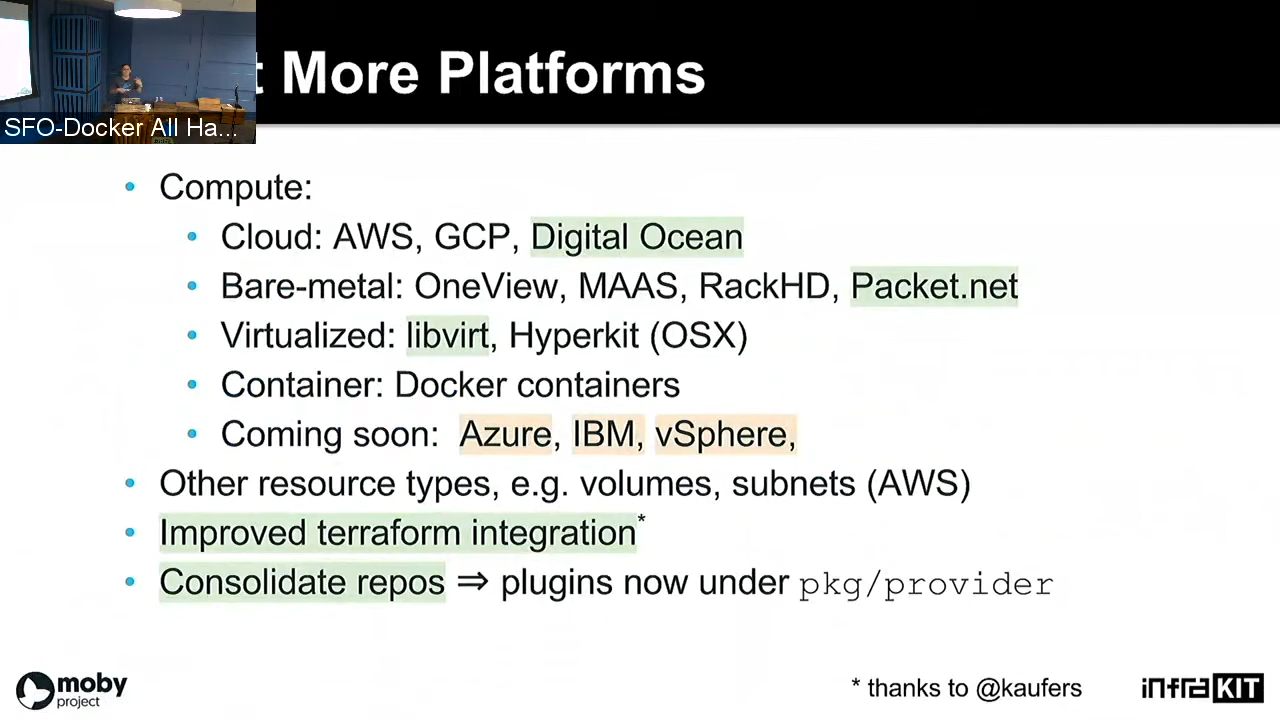 More Platforms
SFO-Docker All Ha...
• Compute:
• Cloud: AWS, GCP, Digital Ocean
• Bare-metal: OneView, MAAS, RackHD, Packet.net
• Virtualized: libvirt, Hyperkit (OSX)
• Container: Docker containers
• Coming soon: Azure, IBM, vSphere,
• Other resource types, e.g. volumes, subnets (AWS)
• Improved terraform integration*
• Consolidate repos ⇒ plugins now under pkg/provider
moby
project
* thanks to @kaufers
infraKIT